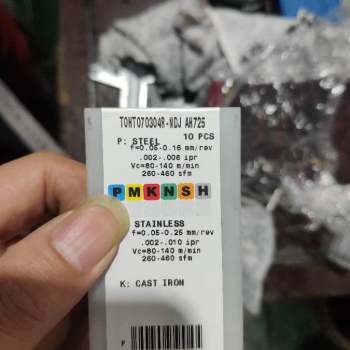 TOHT070304R-NDJ AH725
10 PCS
P: STEEL
f=0.05-0.16 mm/rev
.002-.006 ipr
Vc=80-140 m/min
260-460 sfm
P M K N S H
STAINLESS
f=0.05-0.25 mm/rev
.002-.010 ipr
Vc=80-140 m/min
260-460 sfm
K: CAST IRON